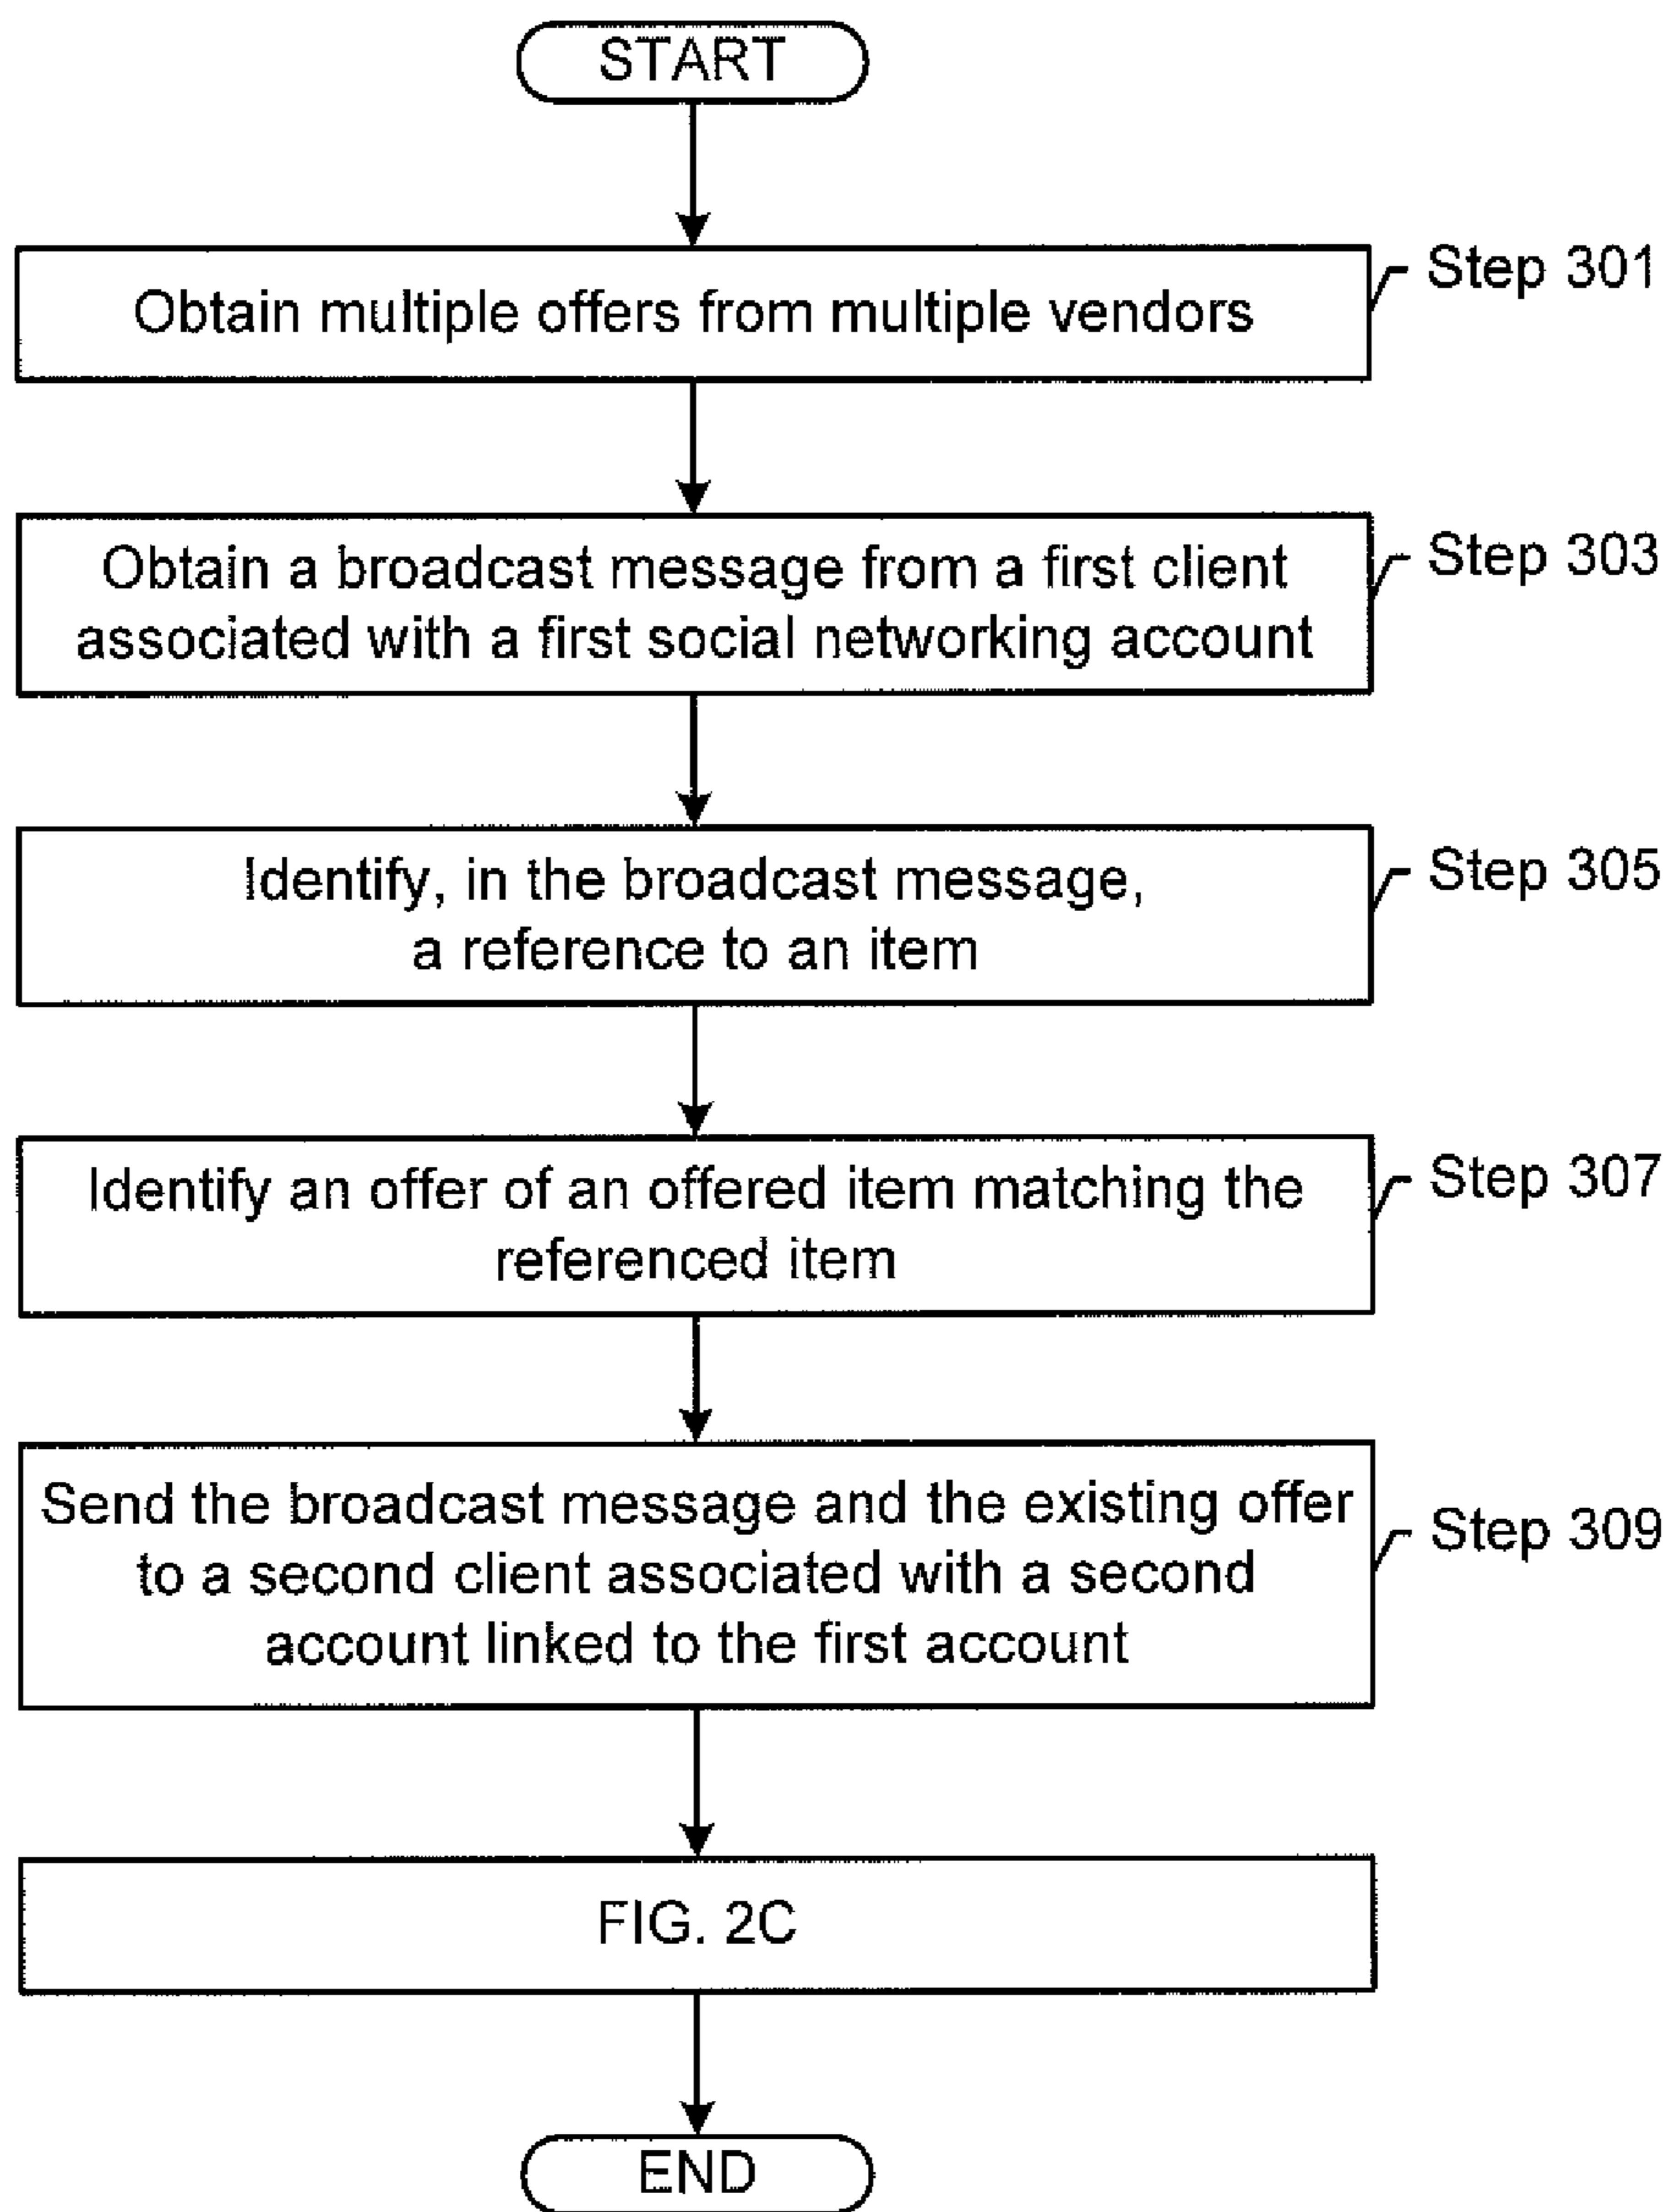 START
Obtain multiple offers from multiple vendors
Step 301
Obtain a broadcast message from a first client
associated with a first social networking account
Step 303
Identify, in the broadcast message,
a reference to an item
Step 305
Identify an offer of an offered item matching the
referenced item
Step 307
Send the broadcast message and the existing offer
to a second client associated with a second
account linked to the first account
Step 309
FIG. 2C
END